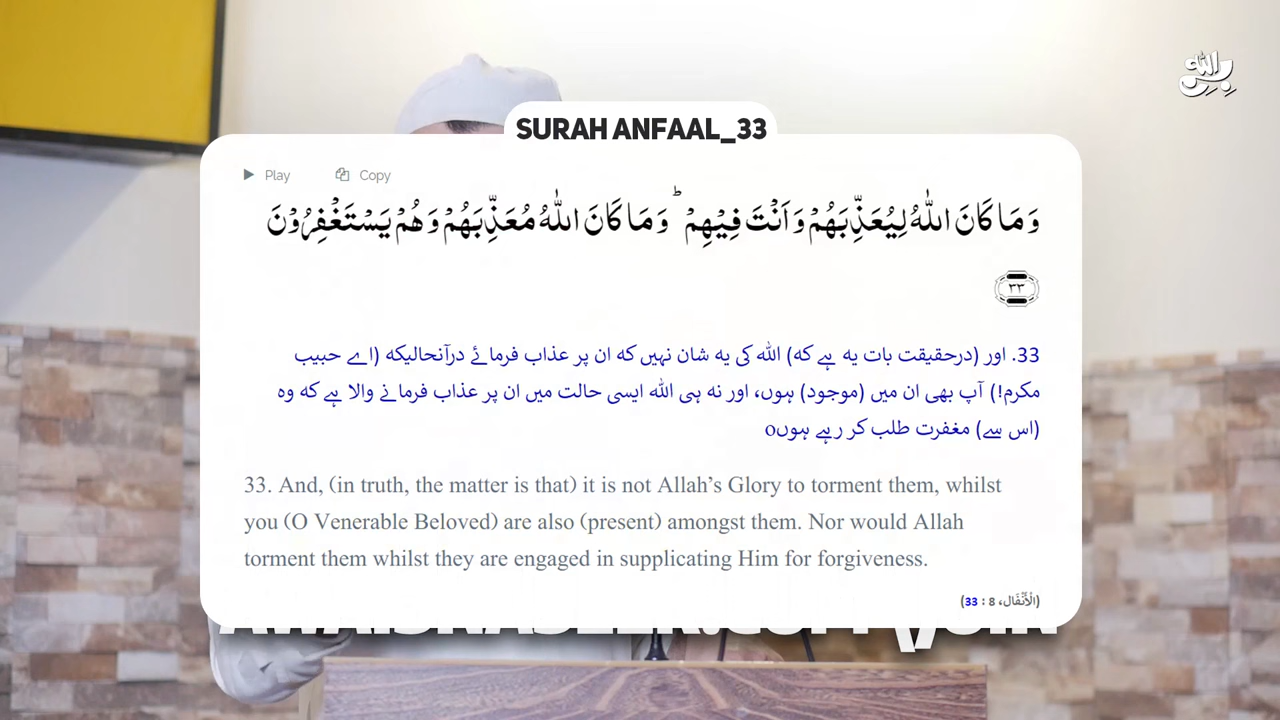 SURAH ANFAAL_33
Play
Copy
وَمَا كَانَ اللّٰهُ لِيُعَذِّبَهُمْ وَاَنْتَ فِيْهِمْ ؕ وَمَا كَانَ اللّٰهُ مُعَذِّبَهُمْ وَهُمْ يَسْتَغْفِرُوْنَ
٣٣
33. اور (درحقیقت بات یہ ہے کہ) اللہ کی یہ شان نہیں کہ ان پر عذاب فرمائے درآنحالیکہ (اے حبیب
مکرم!) آپ بھی ان میں (موجود) ہوں، اور نہ ہی اللہ ایسی حالت میں ان پر عذاب فرمانے والا ہے کہ وہ
(اس سے) مغفرت طلب کر رہے ہوںo
33. And, (in truth, the matter is that) it is not Allah’s Glory to torment them, whilst
you (O Venerable Beloved) are also (present) amongst them. Nor would Allah
torment them whilst they are engaged in supplicating Him for forgiveness.
(الْأَنْفَال، 8 : 33)